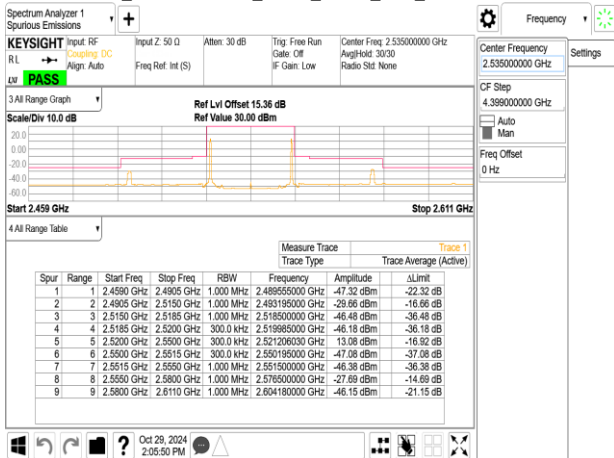 Spectrum Analyzer 1
Spurious Emissions
Frequency
KEYSIGHT Input: RF Input Z: 50 Ω Atten: 30 dB Trig: Free Run Center Freq: 2.535000000 GHz
RL Coupling: DC Gate: Off Avg|Hold: 30/30
Align: Auto Freq Ref: Int (S) IF Gain: Low Radio Std: None
PASS
Center Frequency
2.535000000 GHz
Settings
CF Step
4.399000000 GHz
Auto
Man
Freq Offset
0 Hz
3 All Range Graph
Ref Lvl Offset 15.36 dB
Scale/Div 10.0 dB Ref Value 30.00 dBm
20.0
0.00
-20.0
-40.0
-60.0
Start 2.459 GHz Stop 2.611 GHz
4 All Range Table
Measure Trace Trace 1
Trace Type Trace Average (Active)
Spur Range Start Freq Stop Freq RBW Frequency Amplitude ΔLimit
1 1 2.4590 GHz 2.4905 GHz 1.000 MHz 2.489555000 GHz -47.32 dBm -22.32 dB
2 2 2.4905 GHz 2.5150 GHz 1.000 MHz 2.493195000 GHz -29.66 dBm -16.66 dB
3 3 2.5150 GHz 2.5185 GHz 1.000 MHz 2.518500000 GHz -46.48 dBm -36.48 dB
4 4 2.5185 GHz 2.5200 GHz 300.0 kHz 2.519985000 GHz -46.18 dBm -36.18 dB
5 5 2.5200 GHz 2.5500 GHz 300.0 kHz 2.521206030 GHz 13.08 dBm -16.92 dB
6 6 2.5500 GHz 2.5515 GHz 300.0 kHz 2.550195000 GHz -47.08 dBm -37.08 dB
7 7 2.5515 GHz 2.5550 GHz 1.000 MHz 2.551500000 GHz -46.38 dBm -36.38 dB
8 8 2.5550 GHz 2.5800 GHz 1.000 MHz 2.576500000 GHz -27.69 dBm -14.69 dB
9 9 2.5800 GHz 2.6110 GHz 1.000 MHz 2.604180000 GHz -46.15 dBm -21.15 dB
?
Oct 29, 2024
2:05:50 PM